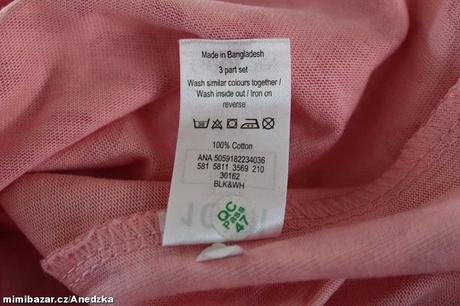 Made in Bangladesh
3 part set
Wash similar colours together /
Wash inside out / Iron on
reverse
100% Cotton
ANA 5059182234036
581 5811 3569 210
30162
BLK&WH
QC
Pass
47
mimibazar.cz/Anedzka